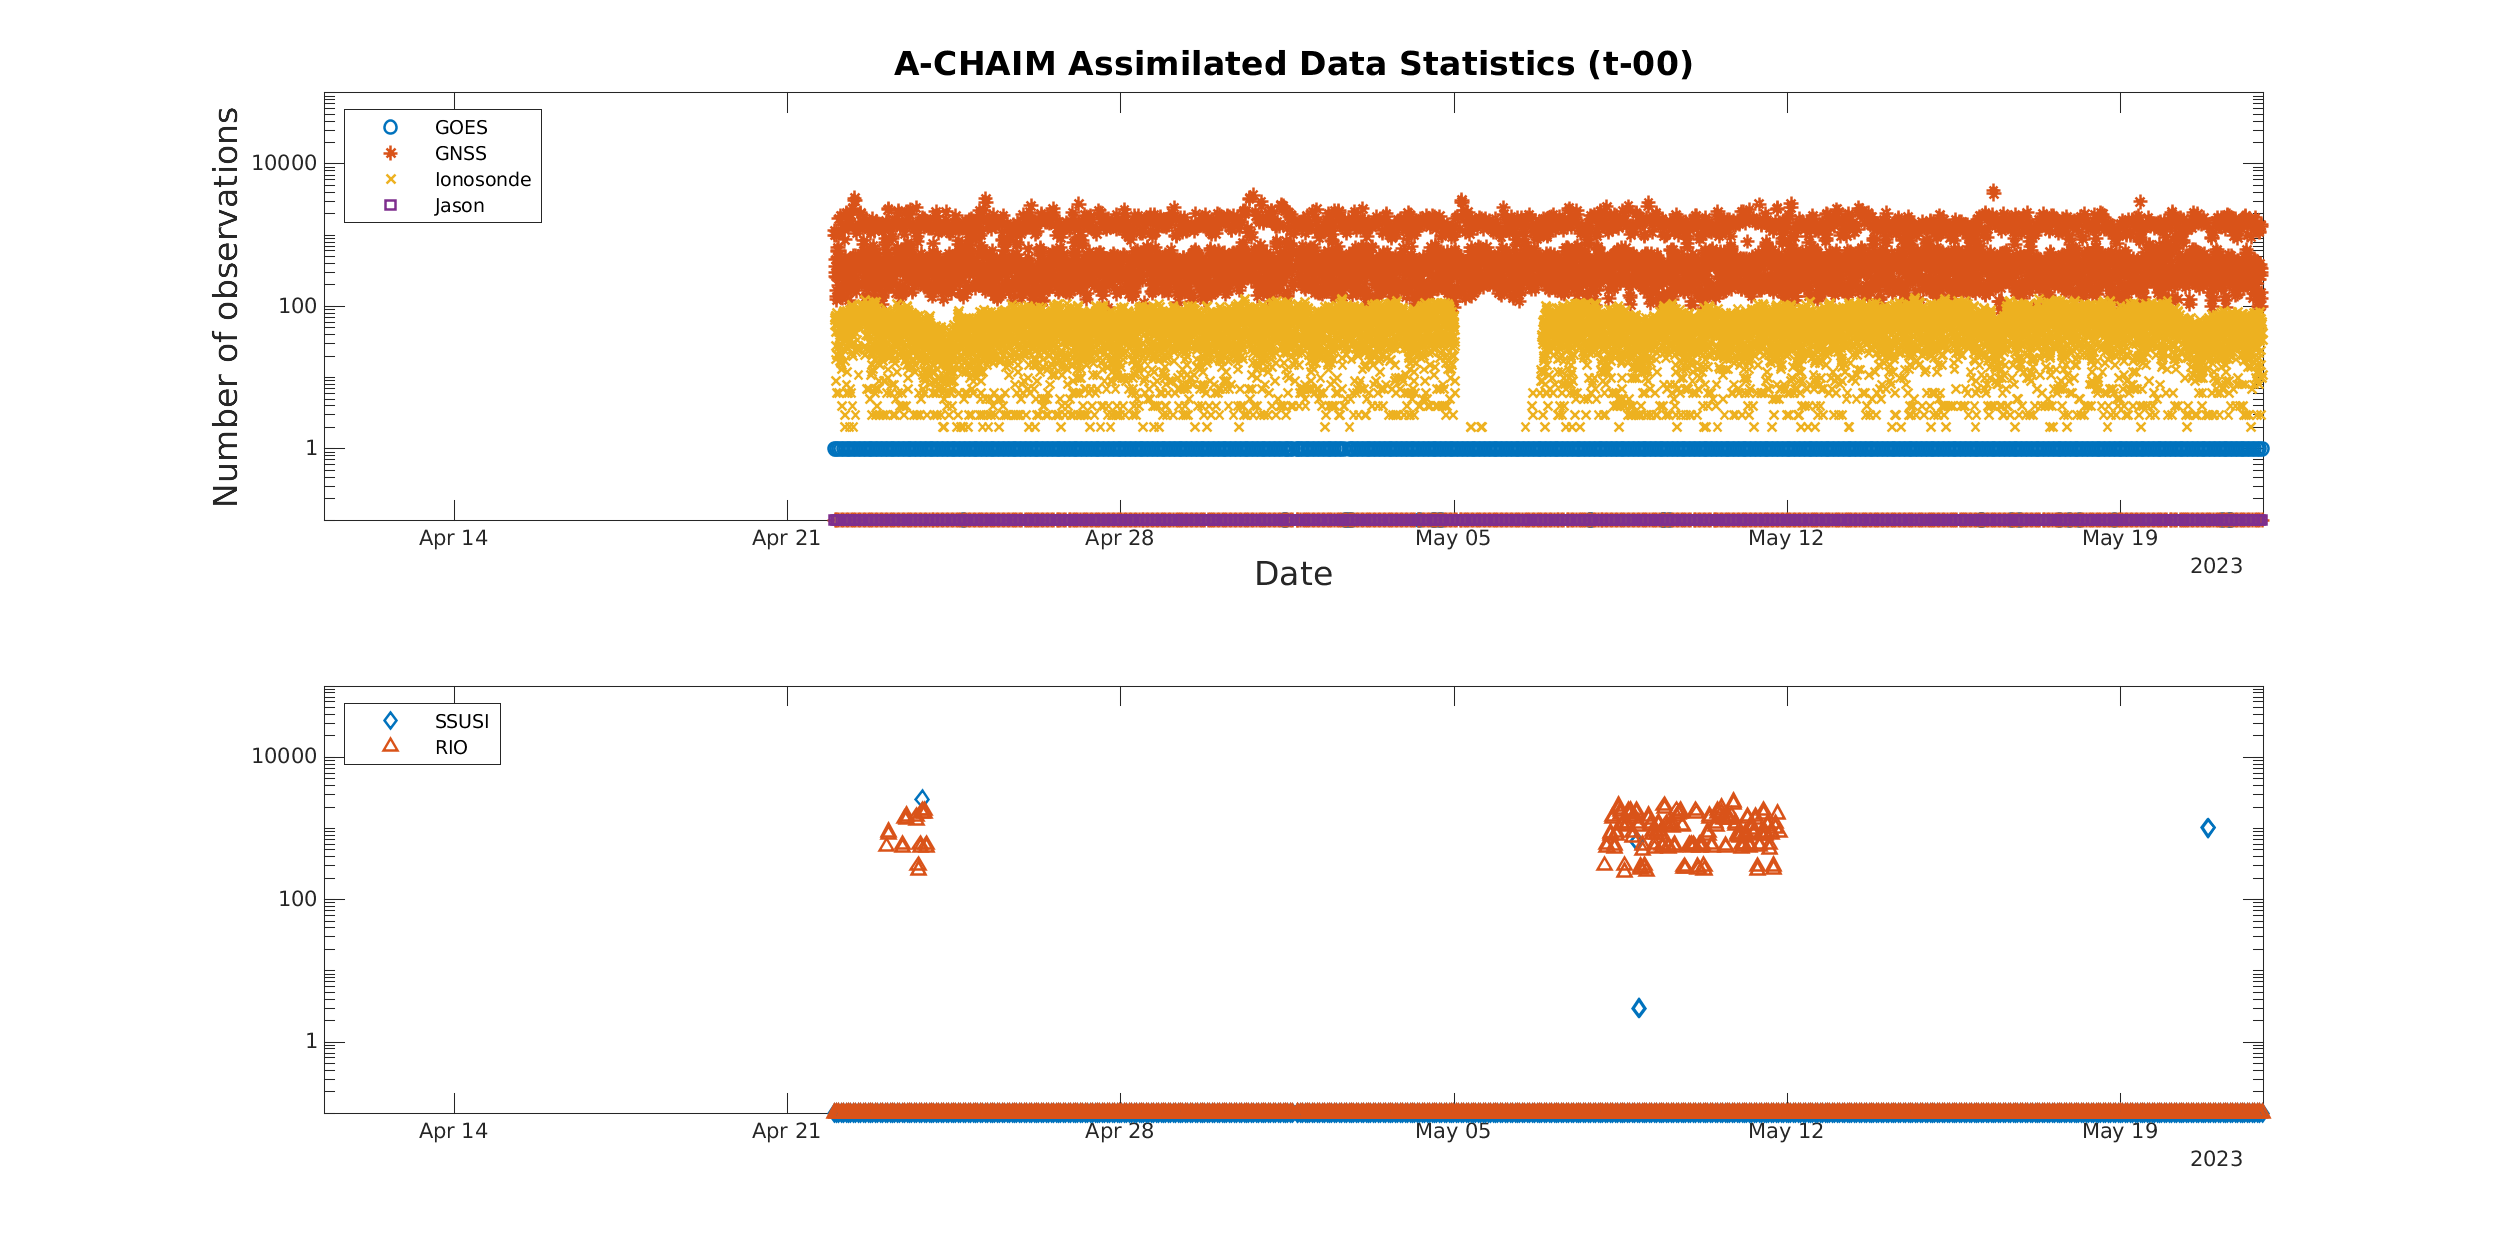 A-CHAIM Assimilated Data Statistics (t-00)
Number of observations
10000
100
1
GOES
GNSS
Ionosonde
Jason
Apr 14
Apr 21
Apr 28
May 05
May 12
May 19
2023
Date
10000
100
1
SSUSI
RIO
Apr 14
Apr 21
Apr 28
May 05
May 12
May 19
2023